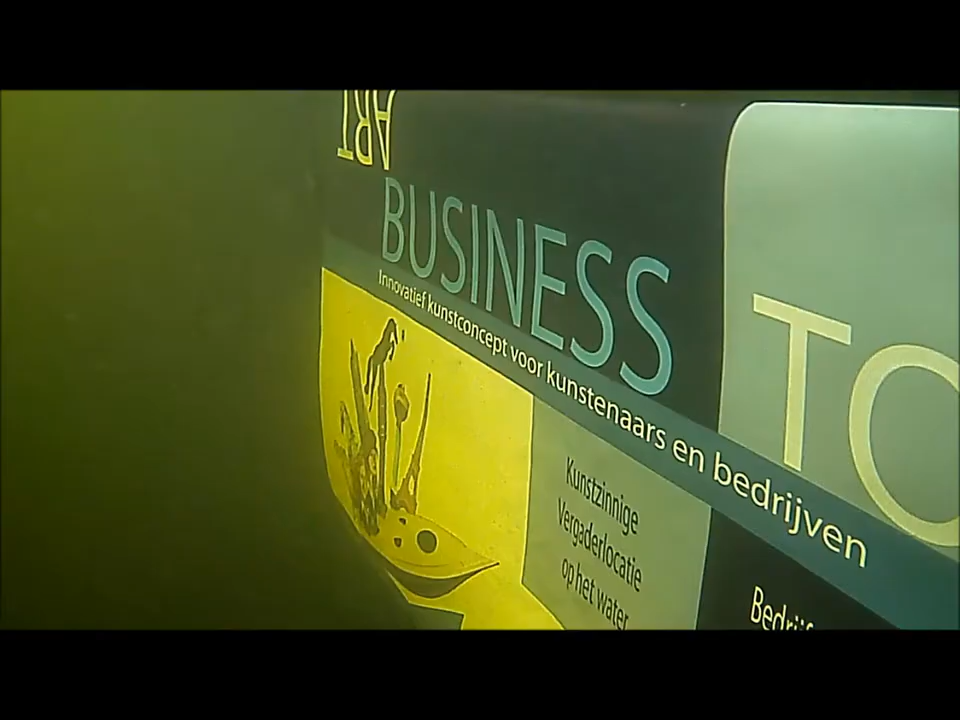 ART
BUSINESS
TO
Innovatief kunstconcept voor kunstenaars en bedrijven
Kunstzinnige
Vergaderlocatie
op het water